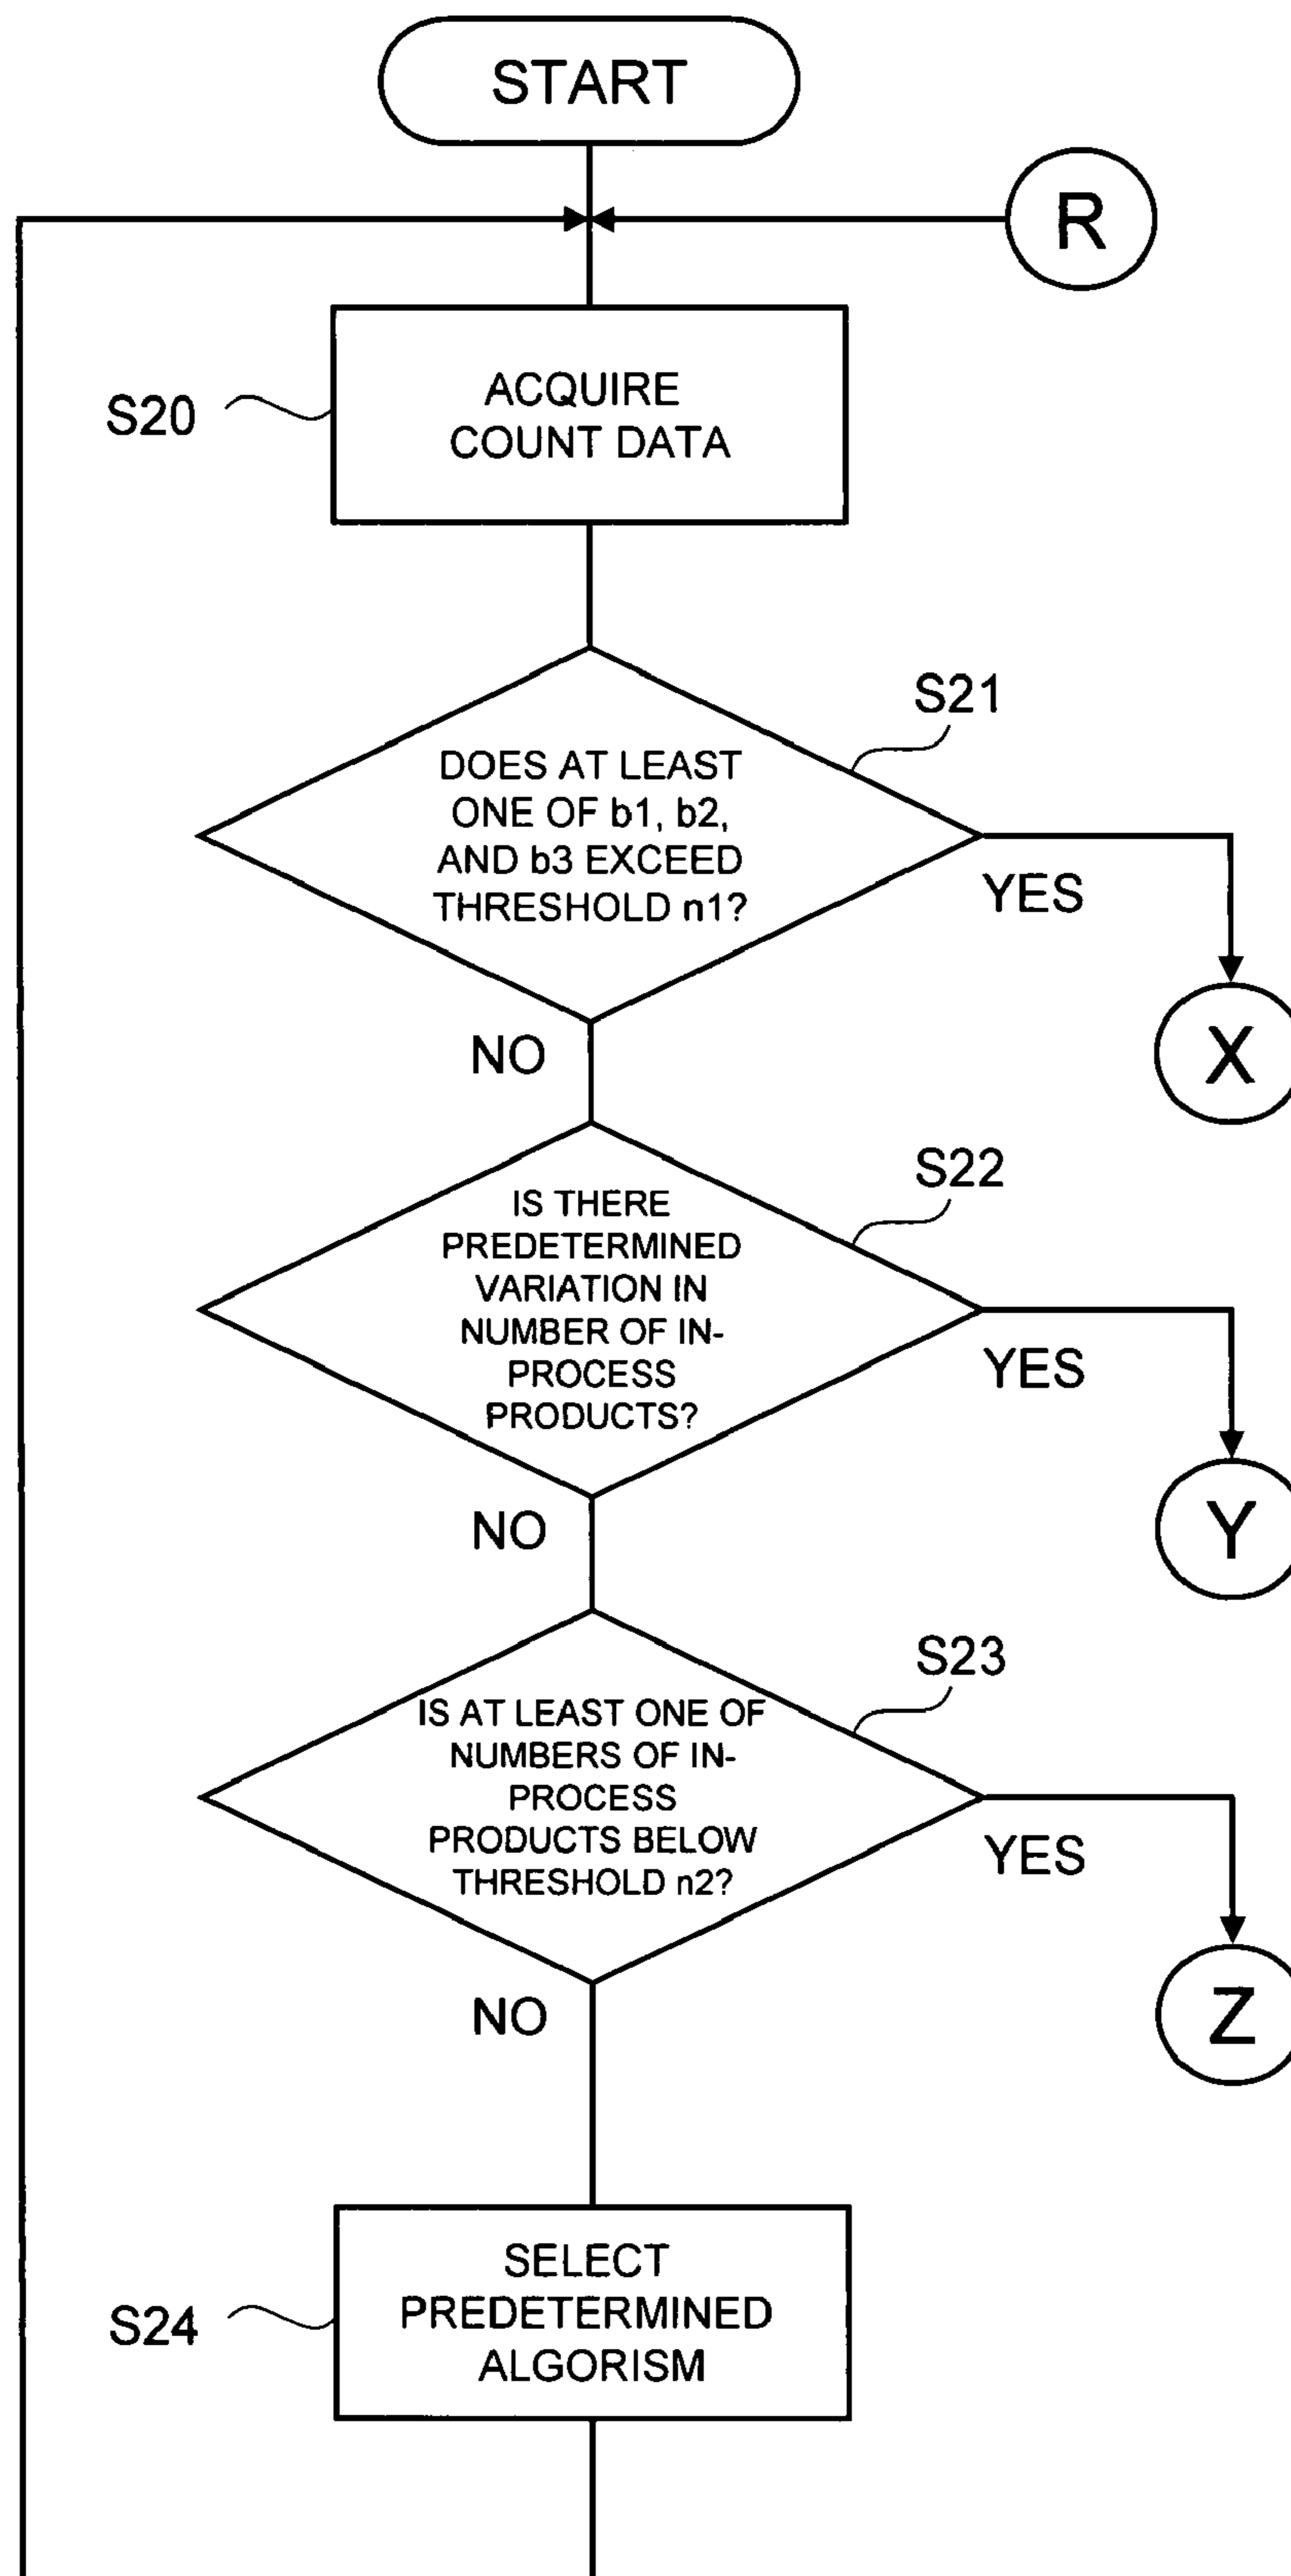 START
R
S20
ACQUIRE
COUNT DATA
S21
DOES AT LEAST
ONE OF b1, b2,
AND b3 EXCEED
THRESHOLD n1?
YES
X
NO
S22
IS THERE
PREDETERMINED
VARIATION IN
NUMBER OF IN-
PROCESS
PRODUCTS?
YES
Y
NO
S23
IS AT LEAST ONE OF
NUMBERS OF IN-
PROCESS
PRODUCTS BELOW
THRESHOLD n2?
YES
Z
NO
S24
SELECT
PREDETERMINED
ALGORISM